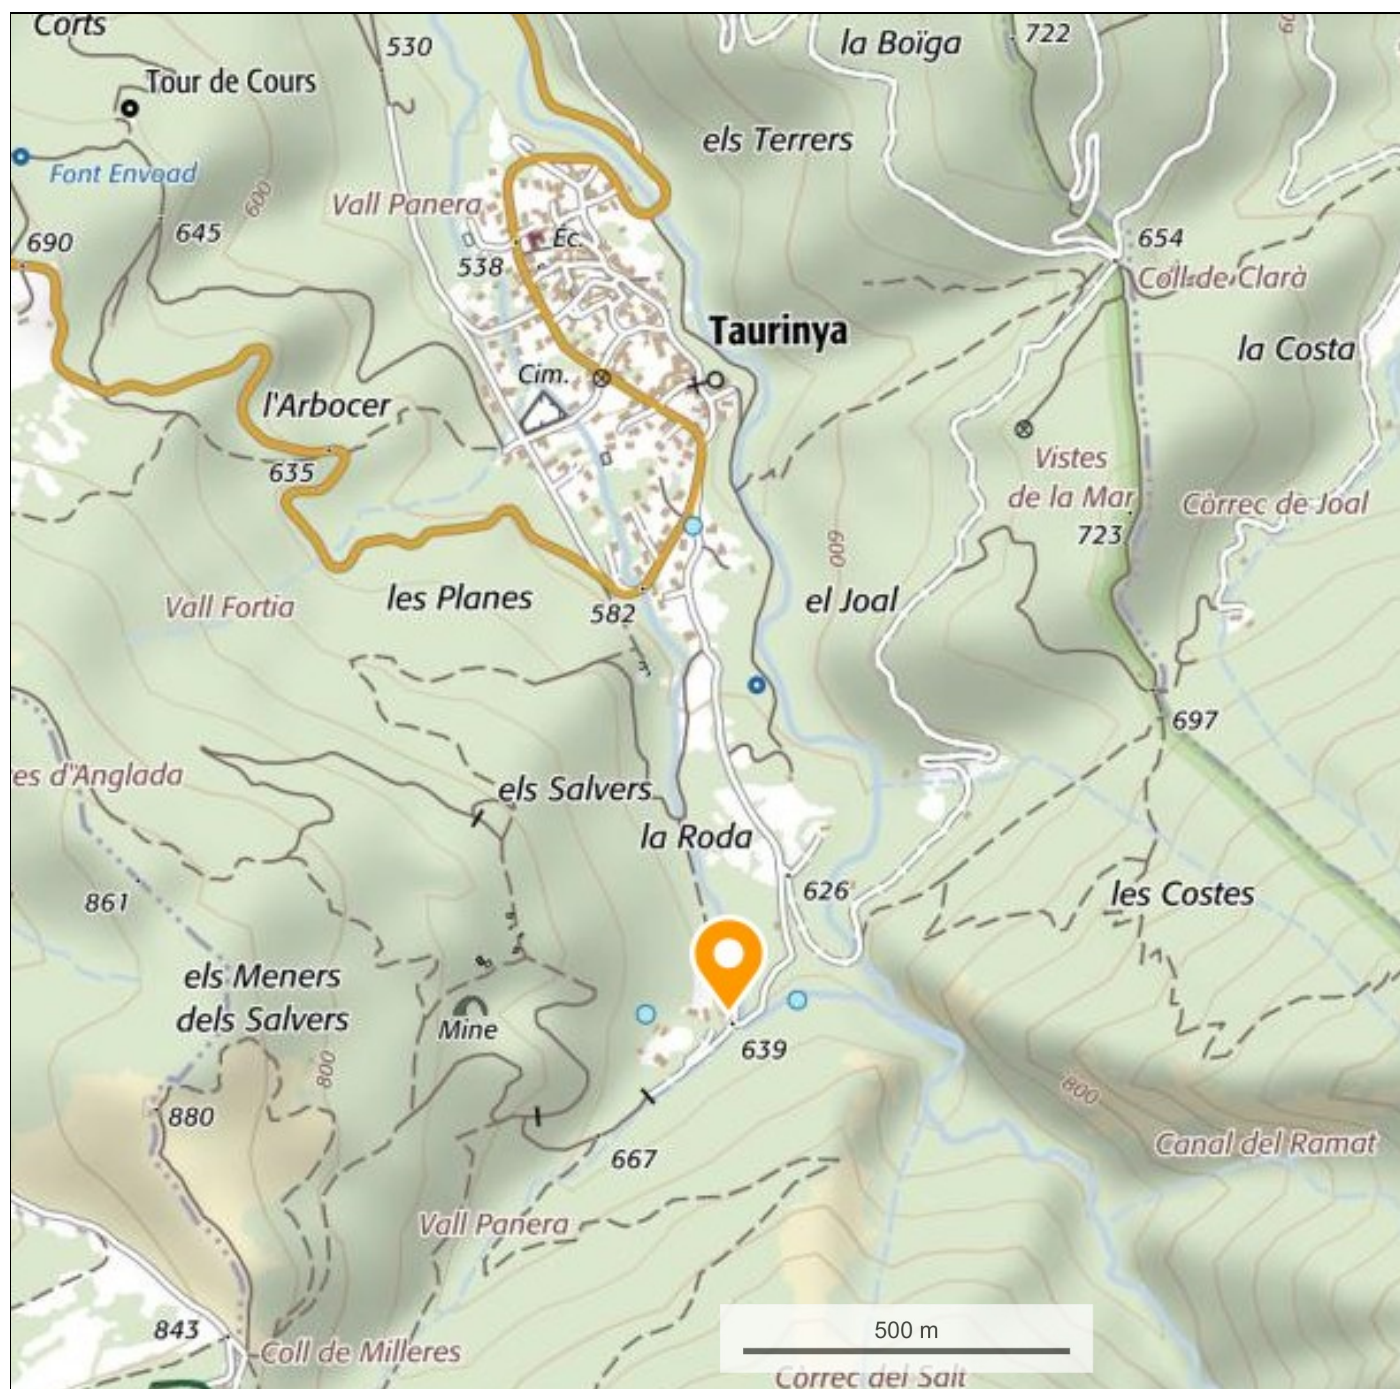 Corts
530
la Boïga
722
Tour de Cours
els Terrers
Font Envoad
600
Vall Panera
645
690
Éc.
538
654
Coll de Clarà
Taurinya
la Costa
Cim.
l'Arbocer
635
Vistes
de la Mar
Còrrec de Joal
723
600
les Planes
582
Vall Fortia
el Joal
697
es d'Anglada
els Salvers
la Roda
626
861
les Costes
els Meners
dels Salvers
Mine
639
800
800
880
667
Canal del Ramat
Vall Panera
843
Coll de Milleres
500 m
Còrrec del Salt